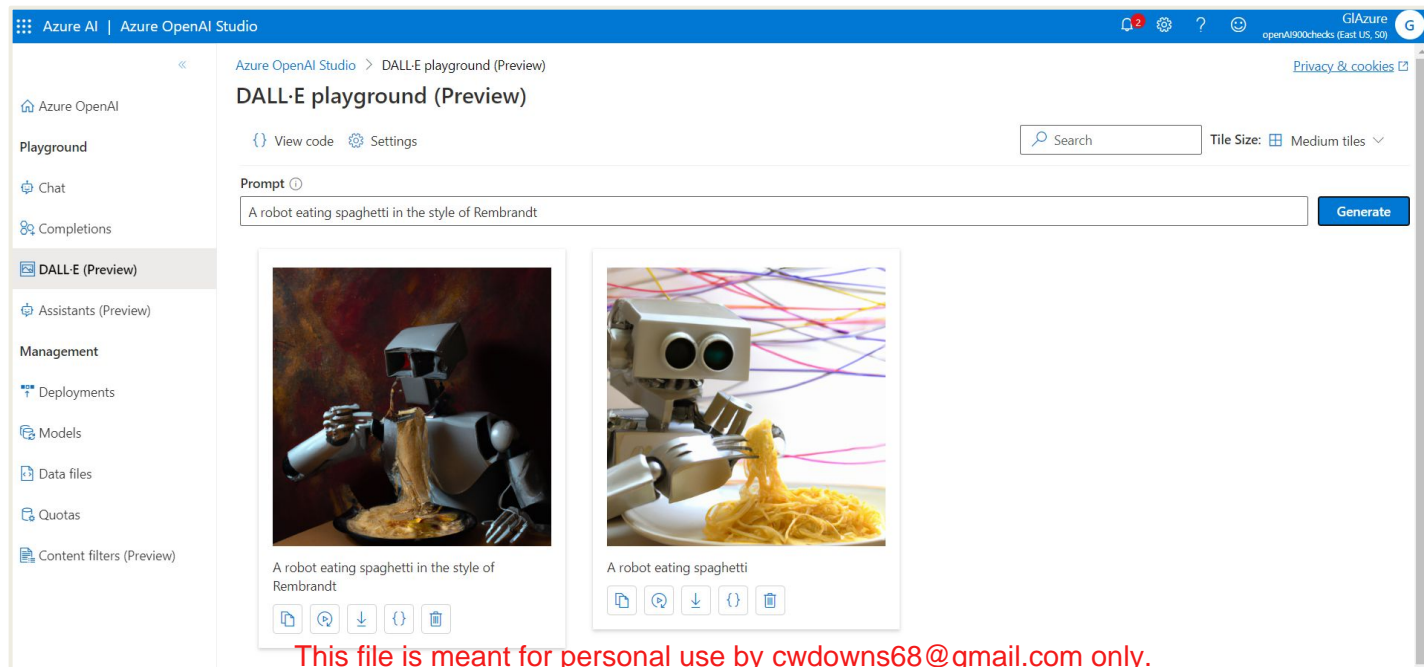 Azure AI | Azure OpenAI Studio
2
?
GIAzure
openAI900checks (East US, S0)
G
«
Azure OpenAI Studio > DALL·E playground (Preview)
Privacy & cookies
DALL·E playground (Preview)
Azure OpenAI
{} View code Settings
Search
Tile Size: Medium tiles
Playground
Prompt
Chat
A robot eating spaghetti in the style of Rembrandt
Generate
Completions
DALL·E (Preview)
Assistants (Preview)
Management
Deployments
Models
Data files
Quotas
Content filters (Preview)
A robot eating spaghetti in the style of
Rembrandt
{}
A robot eating spaghetti
{}
This file is meant for personal use by cwdowns68@gmail.com only.